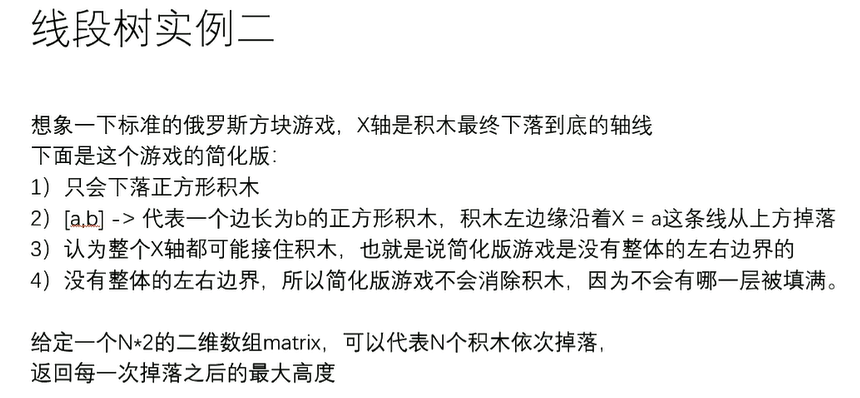 线段树实例二
想象一下标准的俄罗斯方块游戏，X轴是积木最终下落到底的轴线
下面是这个游戏的简化版：
1）只会下落正方形积木
2）[a,b] -> 代表一个边长为b的正方形积木，积木左边缘沿着X = a这条线从上方掉落
3）认为整个X轴都可能接住积木，也就是说简化版游戏是没有整体的左右边界的
4）没有整体的左右边界，所以简化版游戏不会消除积木，因为不会有哪一层被填满。
给定一个N*2的二维数组matrix，可以代表N个积木依次掉落，
返回每一次掉落之后的最大高度